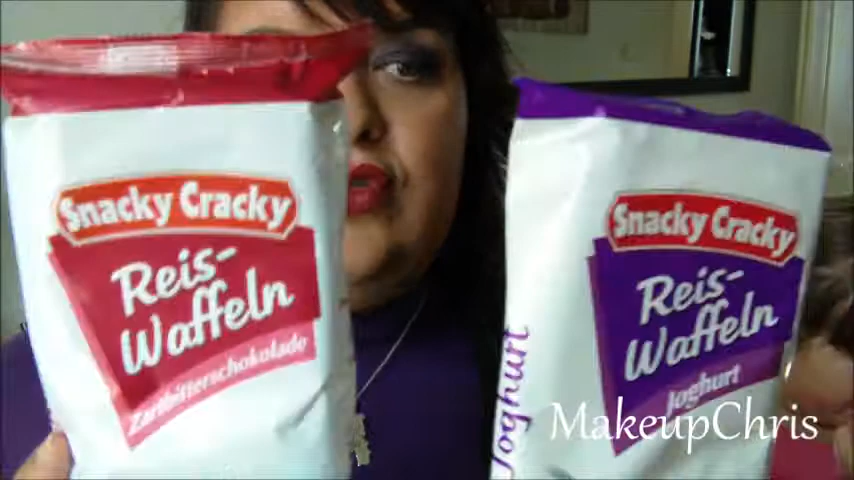 Snacky Cracky
Reis-
Waffeln
Zartbitterschokolade
Snacky Cracky
Reis-
Waffeln
Joghurt
Joghurt
MakeupChris